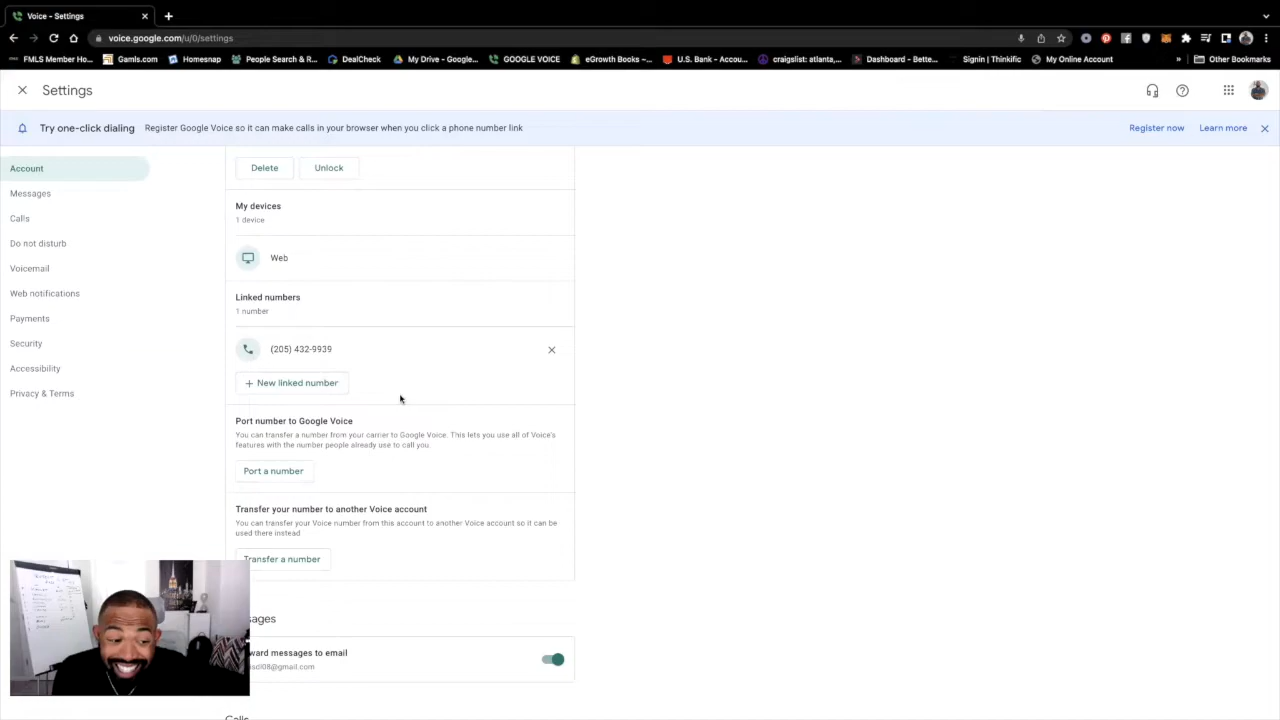 Voice - Settings
voice.google.com/u/0/settings
FMLS Member Ho...
Gamls.com
Homesnap
People Search & R...
DealCheck
My Drive - Google...
GOOGLE VOICE
eGrowth Books –...
U.S. Bank - Accou...
craigslist: atlanta,...
Dashboard - Bette...
Signin | Thinkific
My Online Account
»
Other Bookmarks
Settings
Try one-click dialing
Register Google Voice so it can make calls in your browser when you click a phone number link
Register now
Learn more
Account
Messages
Calls
Do not disturb
Voicemail
Web notifications
Payments
Security
Accessibility
Privacy & Terms
Delete
Unlock
My devices
1 device
Web
Linked numbers
1 number
(205) 432-9939
+ New linked number
Port number to Google Voice
You can transfer a number from your carrier to Google Voice. This lets you use all of Voice's
features with the number people already use to call you.
Port a number
Transfer your number to another Voice account
You can transfer your Voice number from this account to another Voice account so it can be
used there instead
Transfer a number
sages
ward messages to email
isdl08@gmail.com
Calls